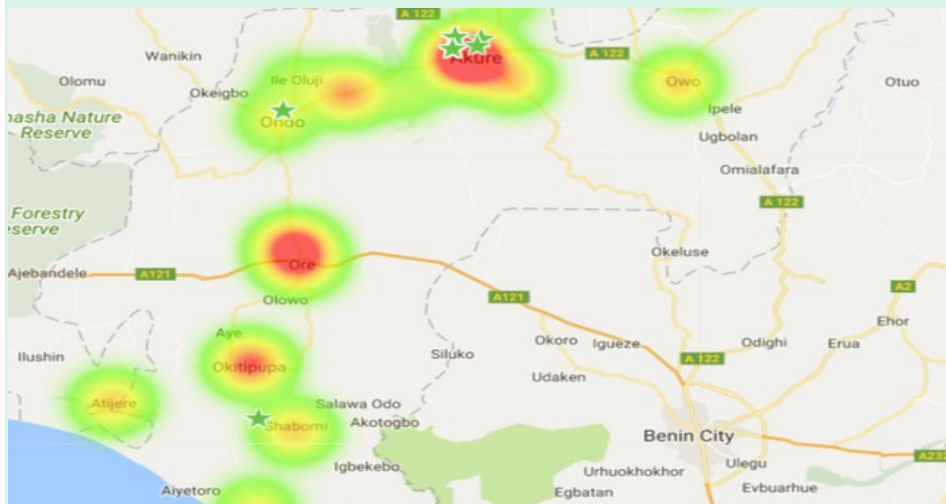 A 122
Wanikin
A 122
Akure
Olomu
Ile Oluji
Okeigbo
Owo
Otuo
Ipele
Ondo
nasha Nature
Reserve
Ugbolan
Omialafara
A 122
Forestry
serve
Okeluse
Ore
Ajebandele
A121
A2
Olowo
A121
Ehor
Aye
Okoro
Igueze
Odighi
Erua
Ilushin
Siluko
A 122
Okitipupa
Udaken
Atijere
Salawa Odo
Shabomi
Akotogbo
Benin City
A232
Igbekebo
Urhuokhokhor
Ulegu
Aiyetoro
Egbatan
Evbuarhue